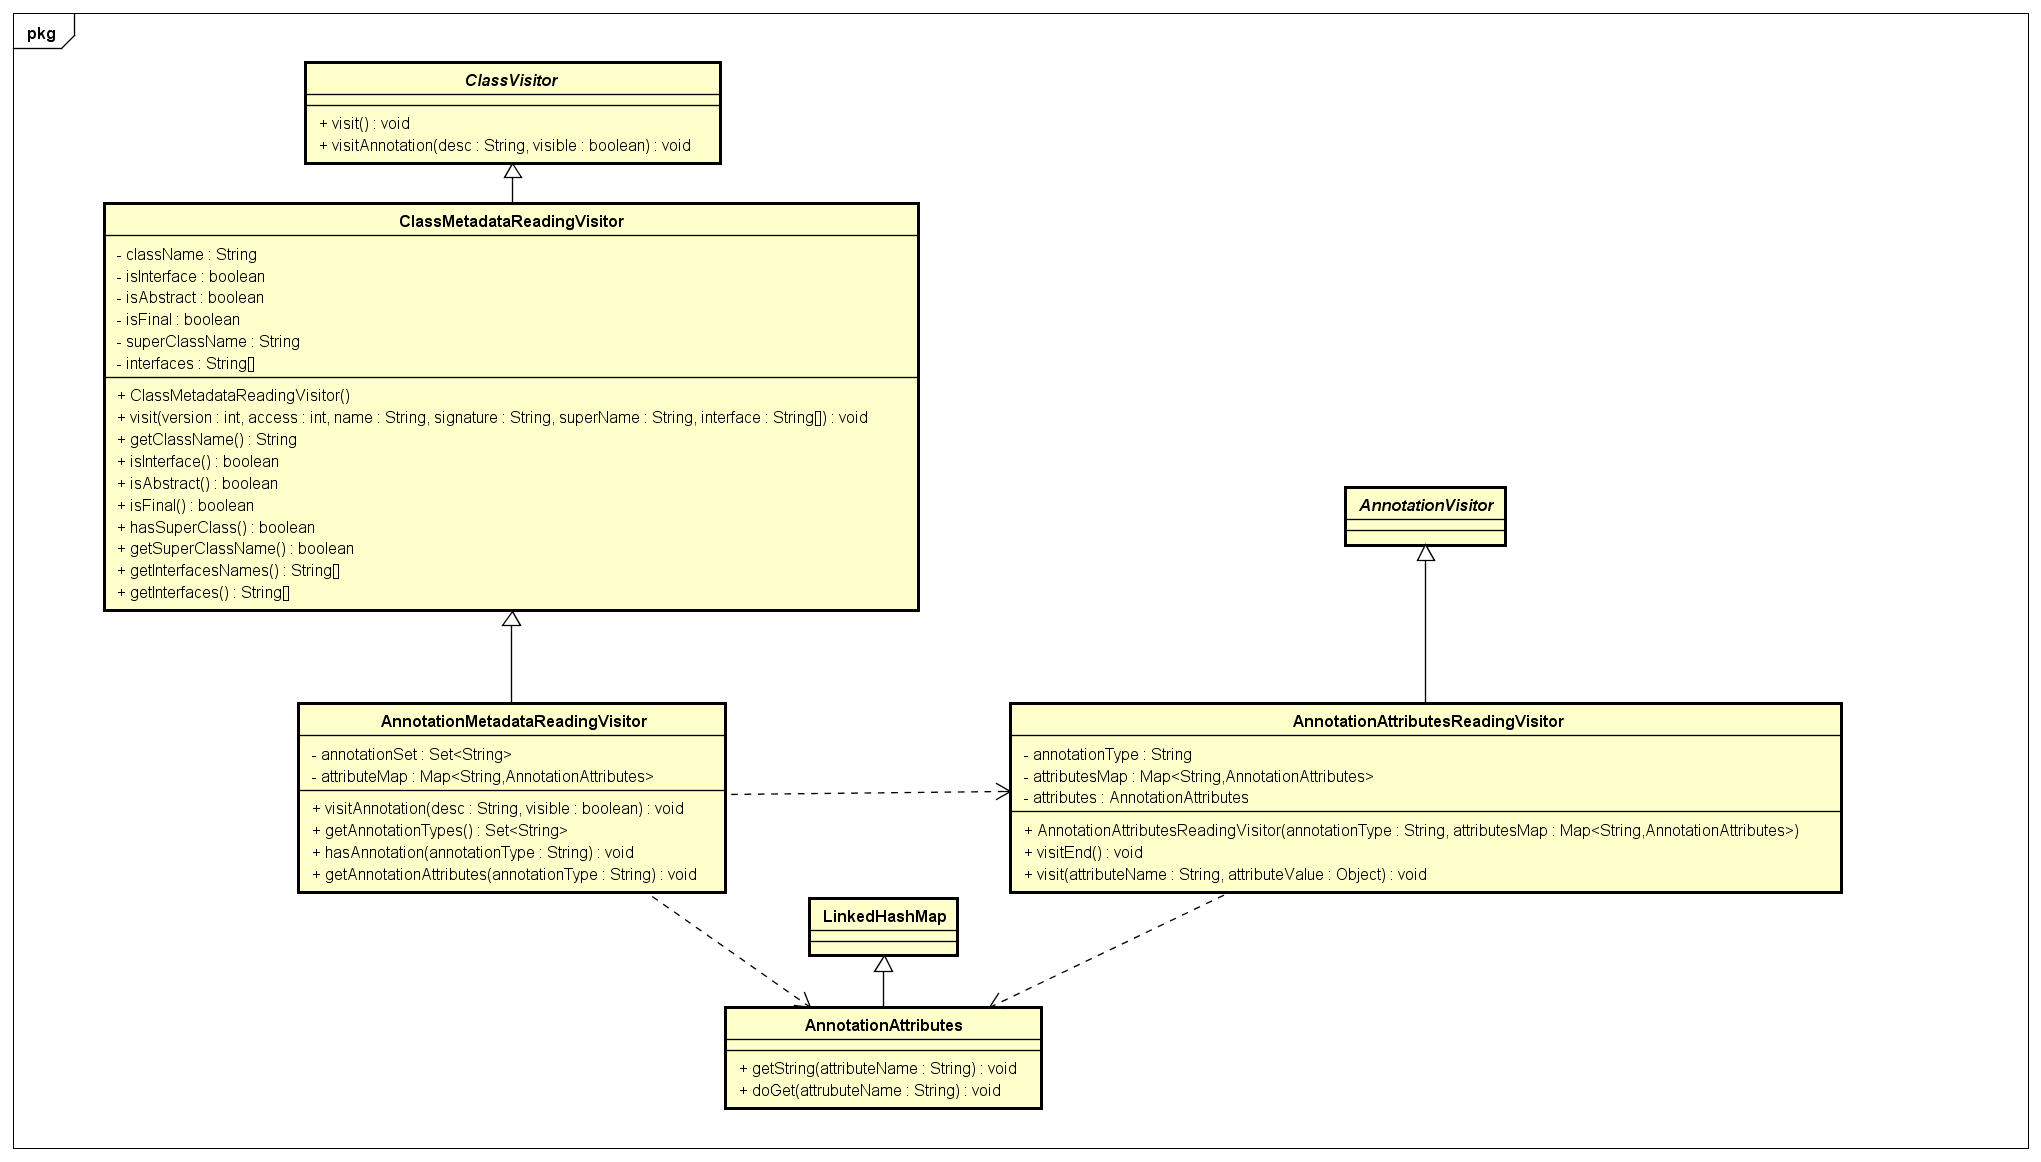 pkg
ClassVisitor
+ visit() : void
+ visitAnnotation(desc : String, visible : boolean) : void
ClassMetadataReadingVisitor
- className : String
- isInterface : boolean
- isAbstract : boolean
- isFinal : boolean
- superClassName : String
- interfaces : String[]
+ ClassMetadataReadingVisitor()
+ visit(version : int, access : int, name : String, signature : String, superName : String, interface : String[]) : void
+ getClassName() : String
+ isInterface() : boolean
+ isAbstract() : boolean
+ isFinal() : boolean
+ hasSuperClass() : boolean
+ getSuperClassName() : boolean
+ getInterfacesNames() : String[]
+ getInterfaces() : String[]
AnnotationVisitor
AnnotationMetadataReadingVisitor
- annotationSet : Set<String>
- attributeMap : Map<String,AnnotationAttributes>
+ visitAnnotation(desc : String, visible : boolean) : void
+ getAnnotationTypes() : Set<String>
+ hasAnnotation(annotationType : String) : void
+ getAnnotationAttributes(annotationType : String) : void
AnnotationAttributesReadingVisitor
- annotationType : String
- attributesMap : Map<String,AnnotationAttributes>
- attributes : AnnotationAttributes
+ AnnotationAttributesReadingVisitor(annotationType : String, attributesMap : Map<String,AnnotationAttributes>)
+ visitEnd() : void
+ visit(attributeName : String, attributeValue : Object) : void
LinkedHashMap
AnnotationAttributes
+ getString(attributeName : String) : void
+ doGet(attrubuteName : String) : void